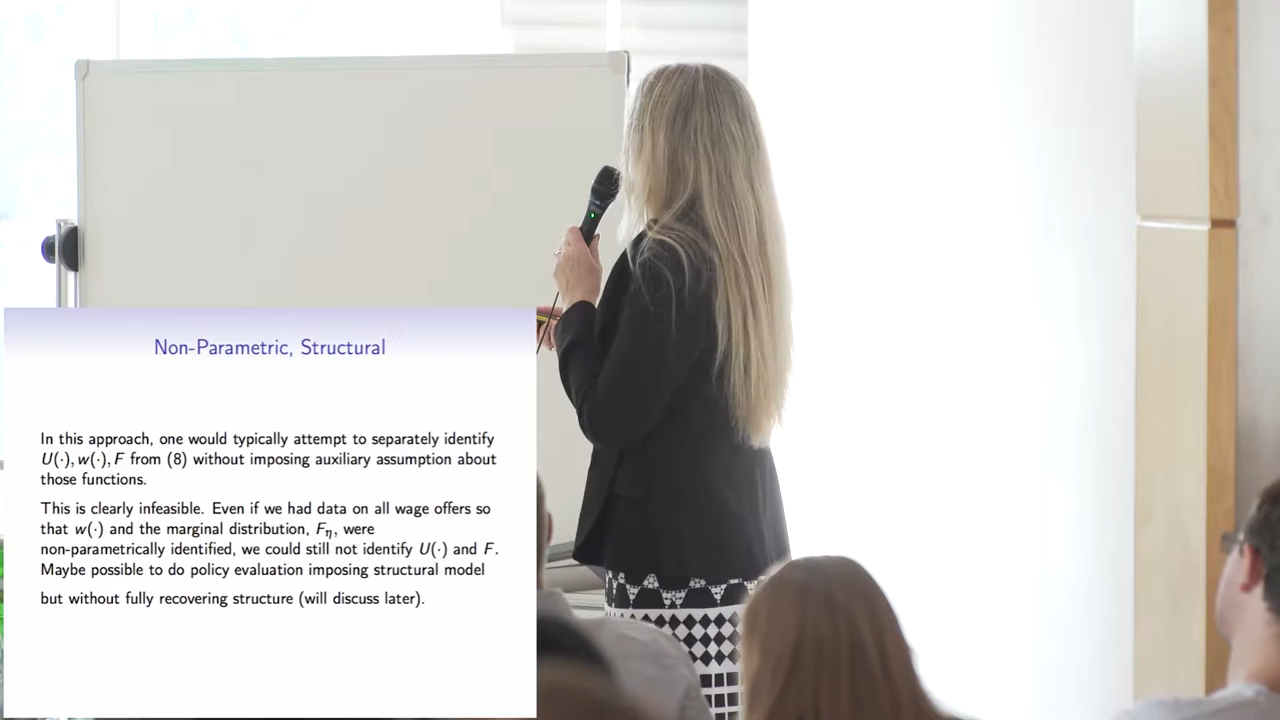 Non-Parametric, Structural
In this approach, one would typically attempt to separately identify
U(·), w(·), F from (8) without imposing auxiliary assumption about
those functions.
This is clearly infeasible. Even if we had data on all wage offers so
that w(·) and the marginal distribution, Fη, were
non-parametrically identified, we could still not identify U(·) and F.
Maybe possible to do policy evaluation imposing structural model
but without fully recovering structure (will discuss later).